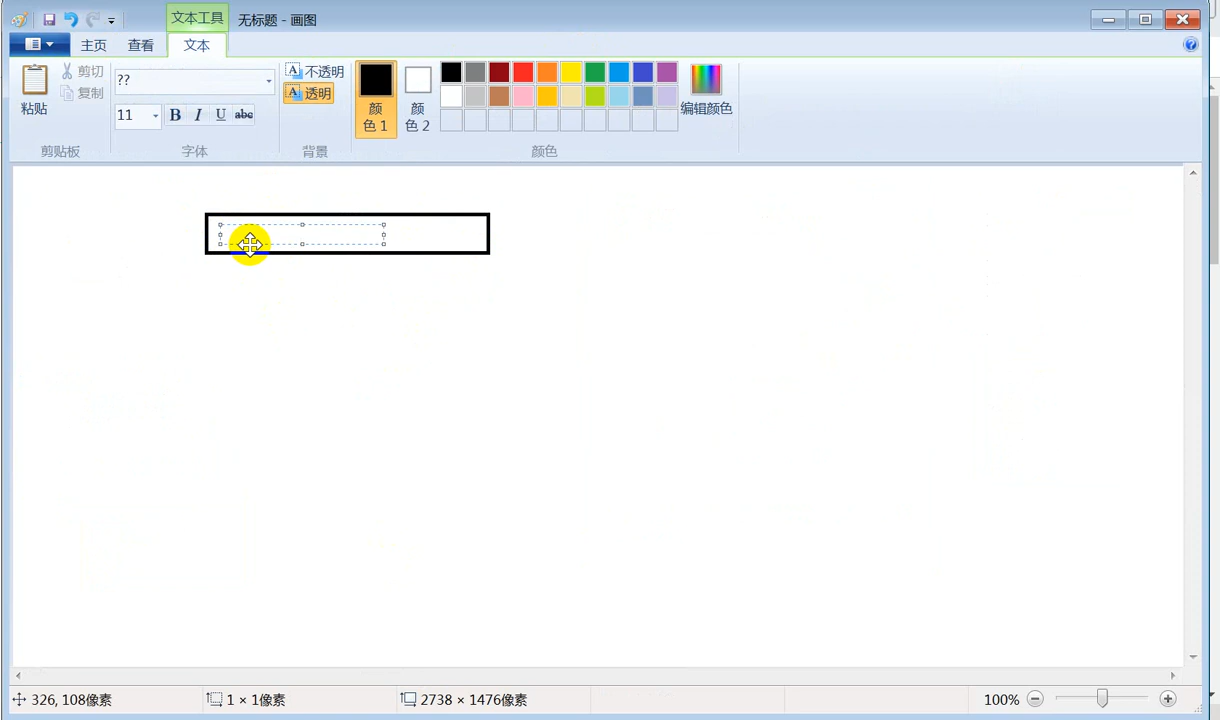 文本工具 无标题 - 画图
主页 查看 文本
粘贴 剪切 复制
??
11 B I U abc
不透明
透明
颜色 1
颜色 2
编辑颜色
剪贴板 字体 背景 颜色
326, 108像素 1 × 1像素 2738 × 1476像素 100%